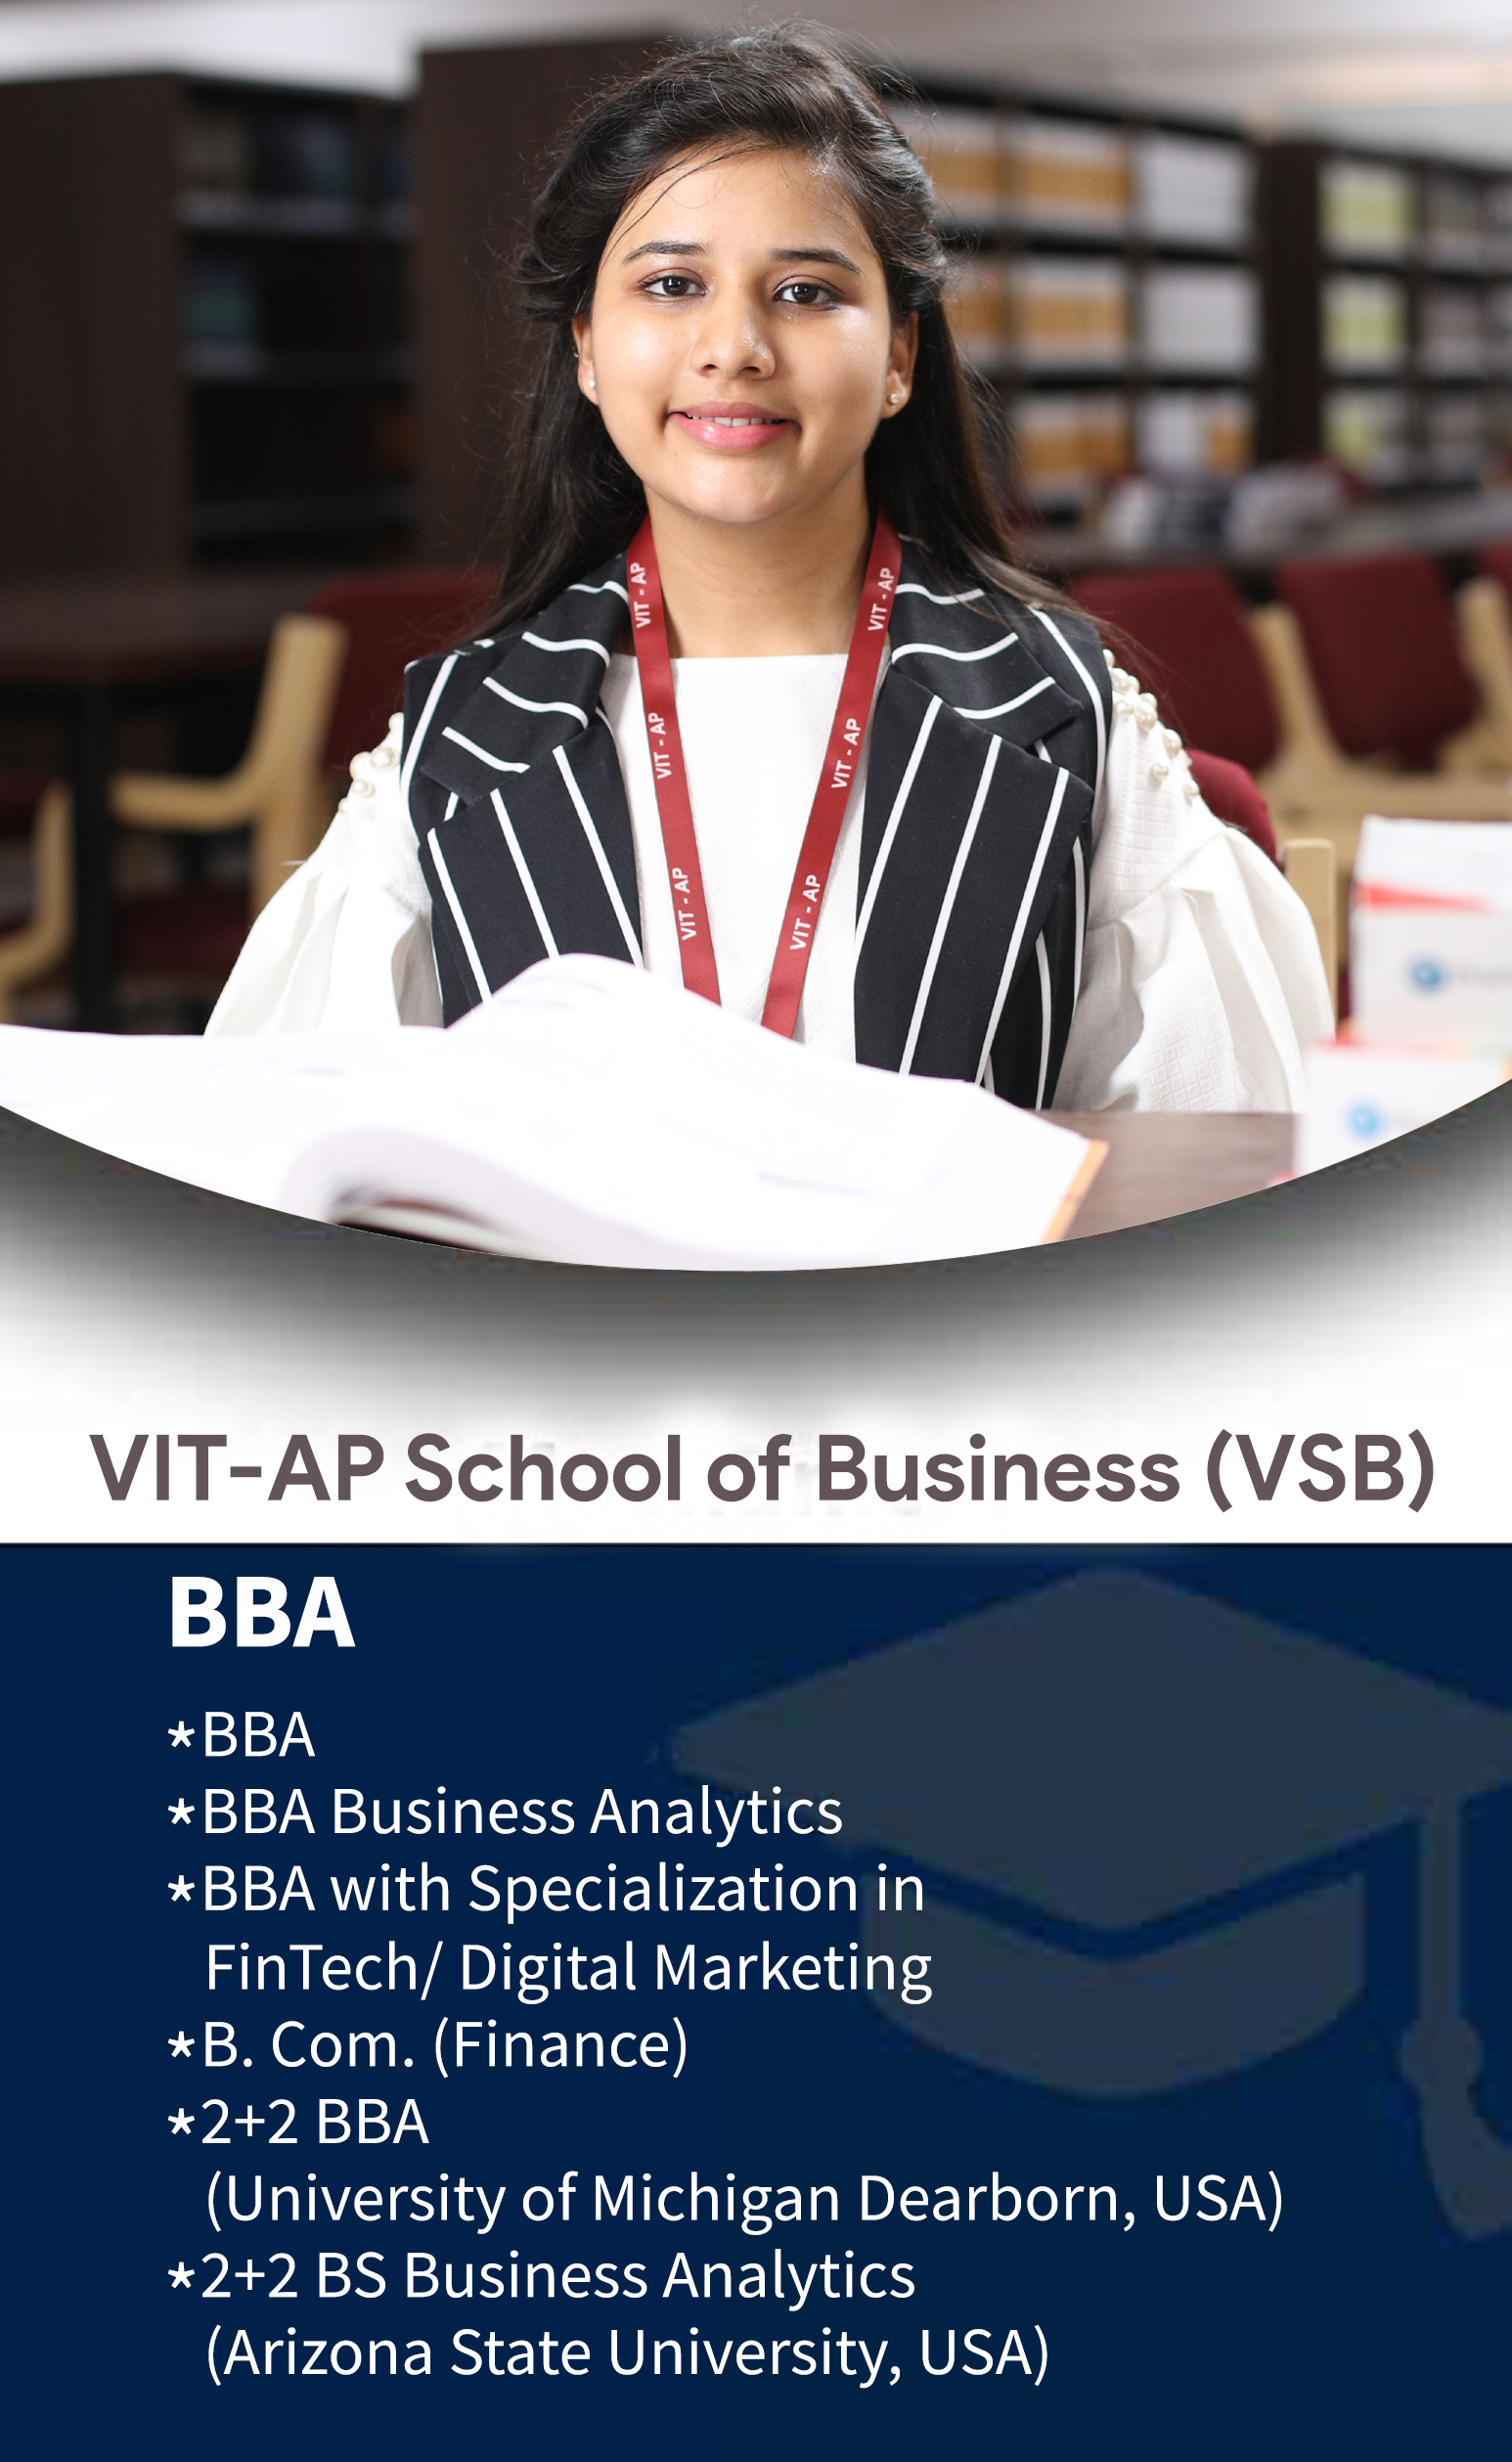 VIT - AP
VIT - AP
VIT - AP
VIT - AP
VIT - AP
VIT - AP
VIT-AP School of Business (VSB)
BBA
*BBA
*BBA Business Analytics
*BBA with Specialization in
FinTech/ Digital Marketing
*B. Com. (Finance)
*2+2 BBA
(University of Michigan Dearborn, USA)
*2+2 BS Business Analytics
(Arizona State University, USA)